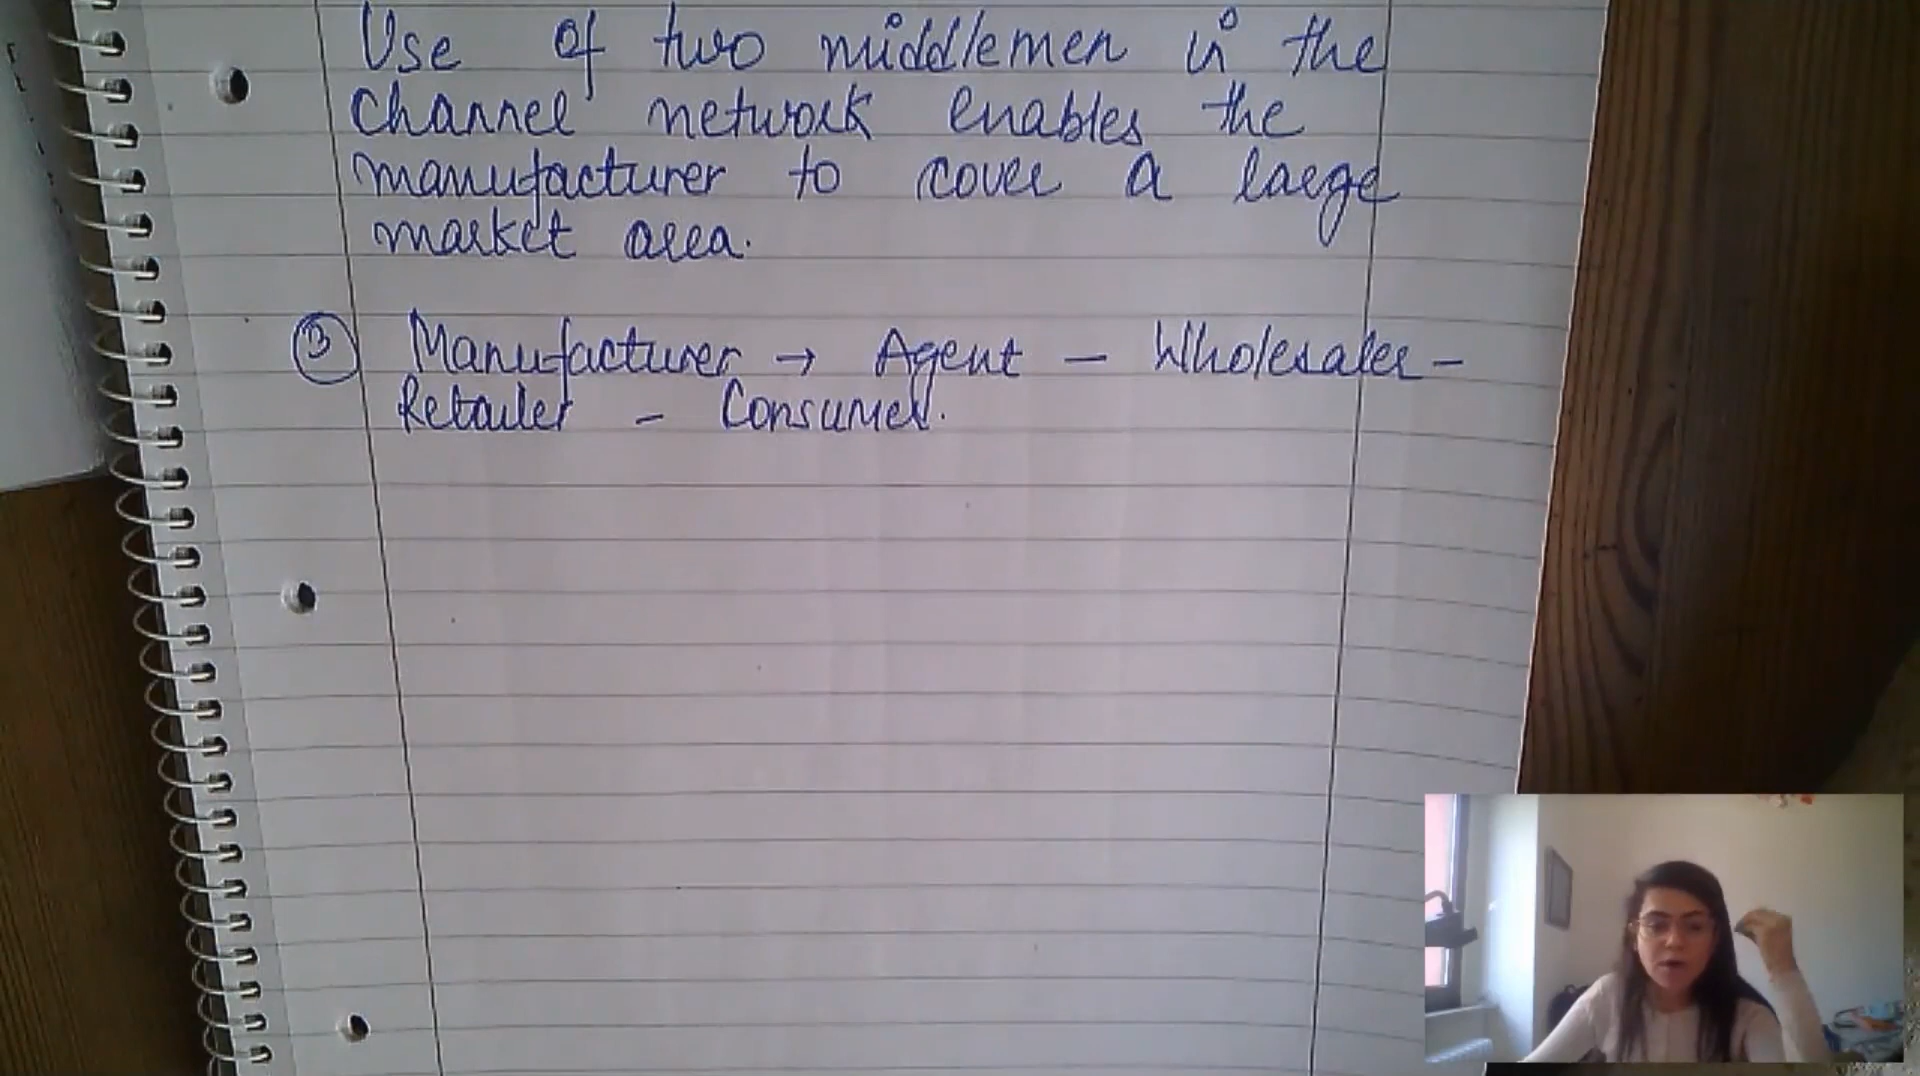 Use of two middlemen in the
channel network enables the
manufacturer to cover a large
market area.
③ Manufacturer → Agent – Wholesaler –
Retailer – Consumer.